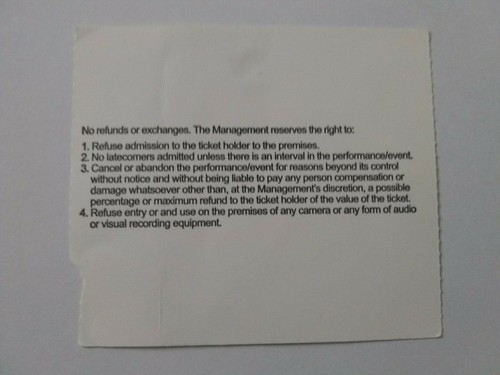 No refunds or exchanges. The Management reserves the right to:
1. Refuse admission to the ticket holder to the premises.
2. No latecomers admitted unless there is an interval in the performance/event.
3. Cancel or abandon the performance/event for reasons beyond its control
without notice and without being liable to pay any person compensation or
damage whatsoever other than, at the Management's discretion, a possible
percentage or maximum refund to the ticket holder of the value of the ticket.
4. Refuse entry or and use on the premises of any camera or any form of audio
or visual recording equipment.